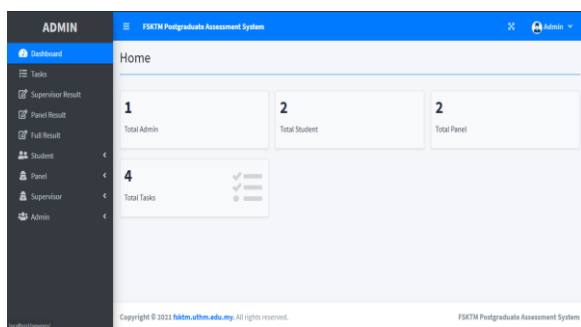 ADMIN
FSKTM Postgraduate Assessment System
Admin
Dashboard
Tasks
Supervisor Result
Panel Result
Full Result
Student
Panel
Supervisor
Admin
Home
1
Total Admin
2
Total Student
2
Total Panel
4
Total Tasks
Copyright © 2021 fsktm.uthm.edu.my. All rights reserved.
FSKTM Postgraduate Assessment System